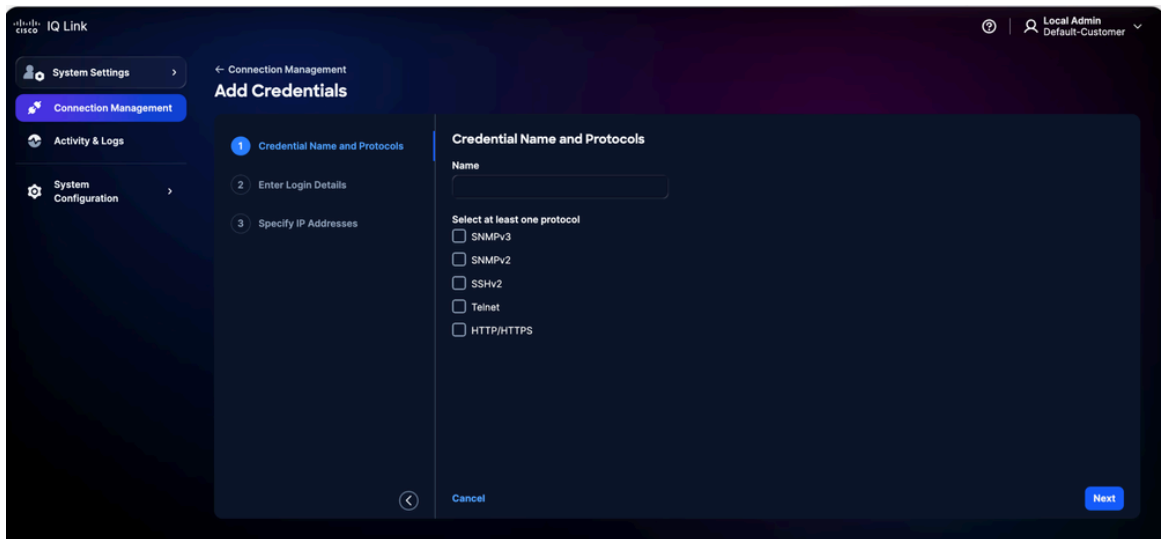 cisco IQ Link
Local Admin
Default-Customer
System Settings
Connection Management
Activity & Logs
System
Configuration
← Connection Management
Add Credentials
1 Credential Name and Protocols
2 Enter Login Details
3 Specify IP Addresses
Credential Name and Protocols
Name
Select at least one protocol
SNMPv3
SNMPv2
SSHv2
Telnet
HTTP/HTTPS
Cancel
Next